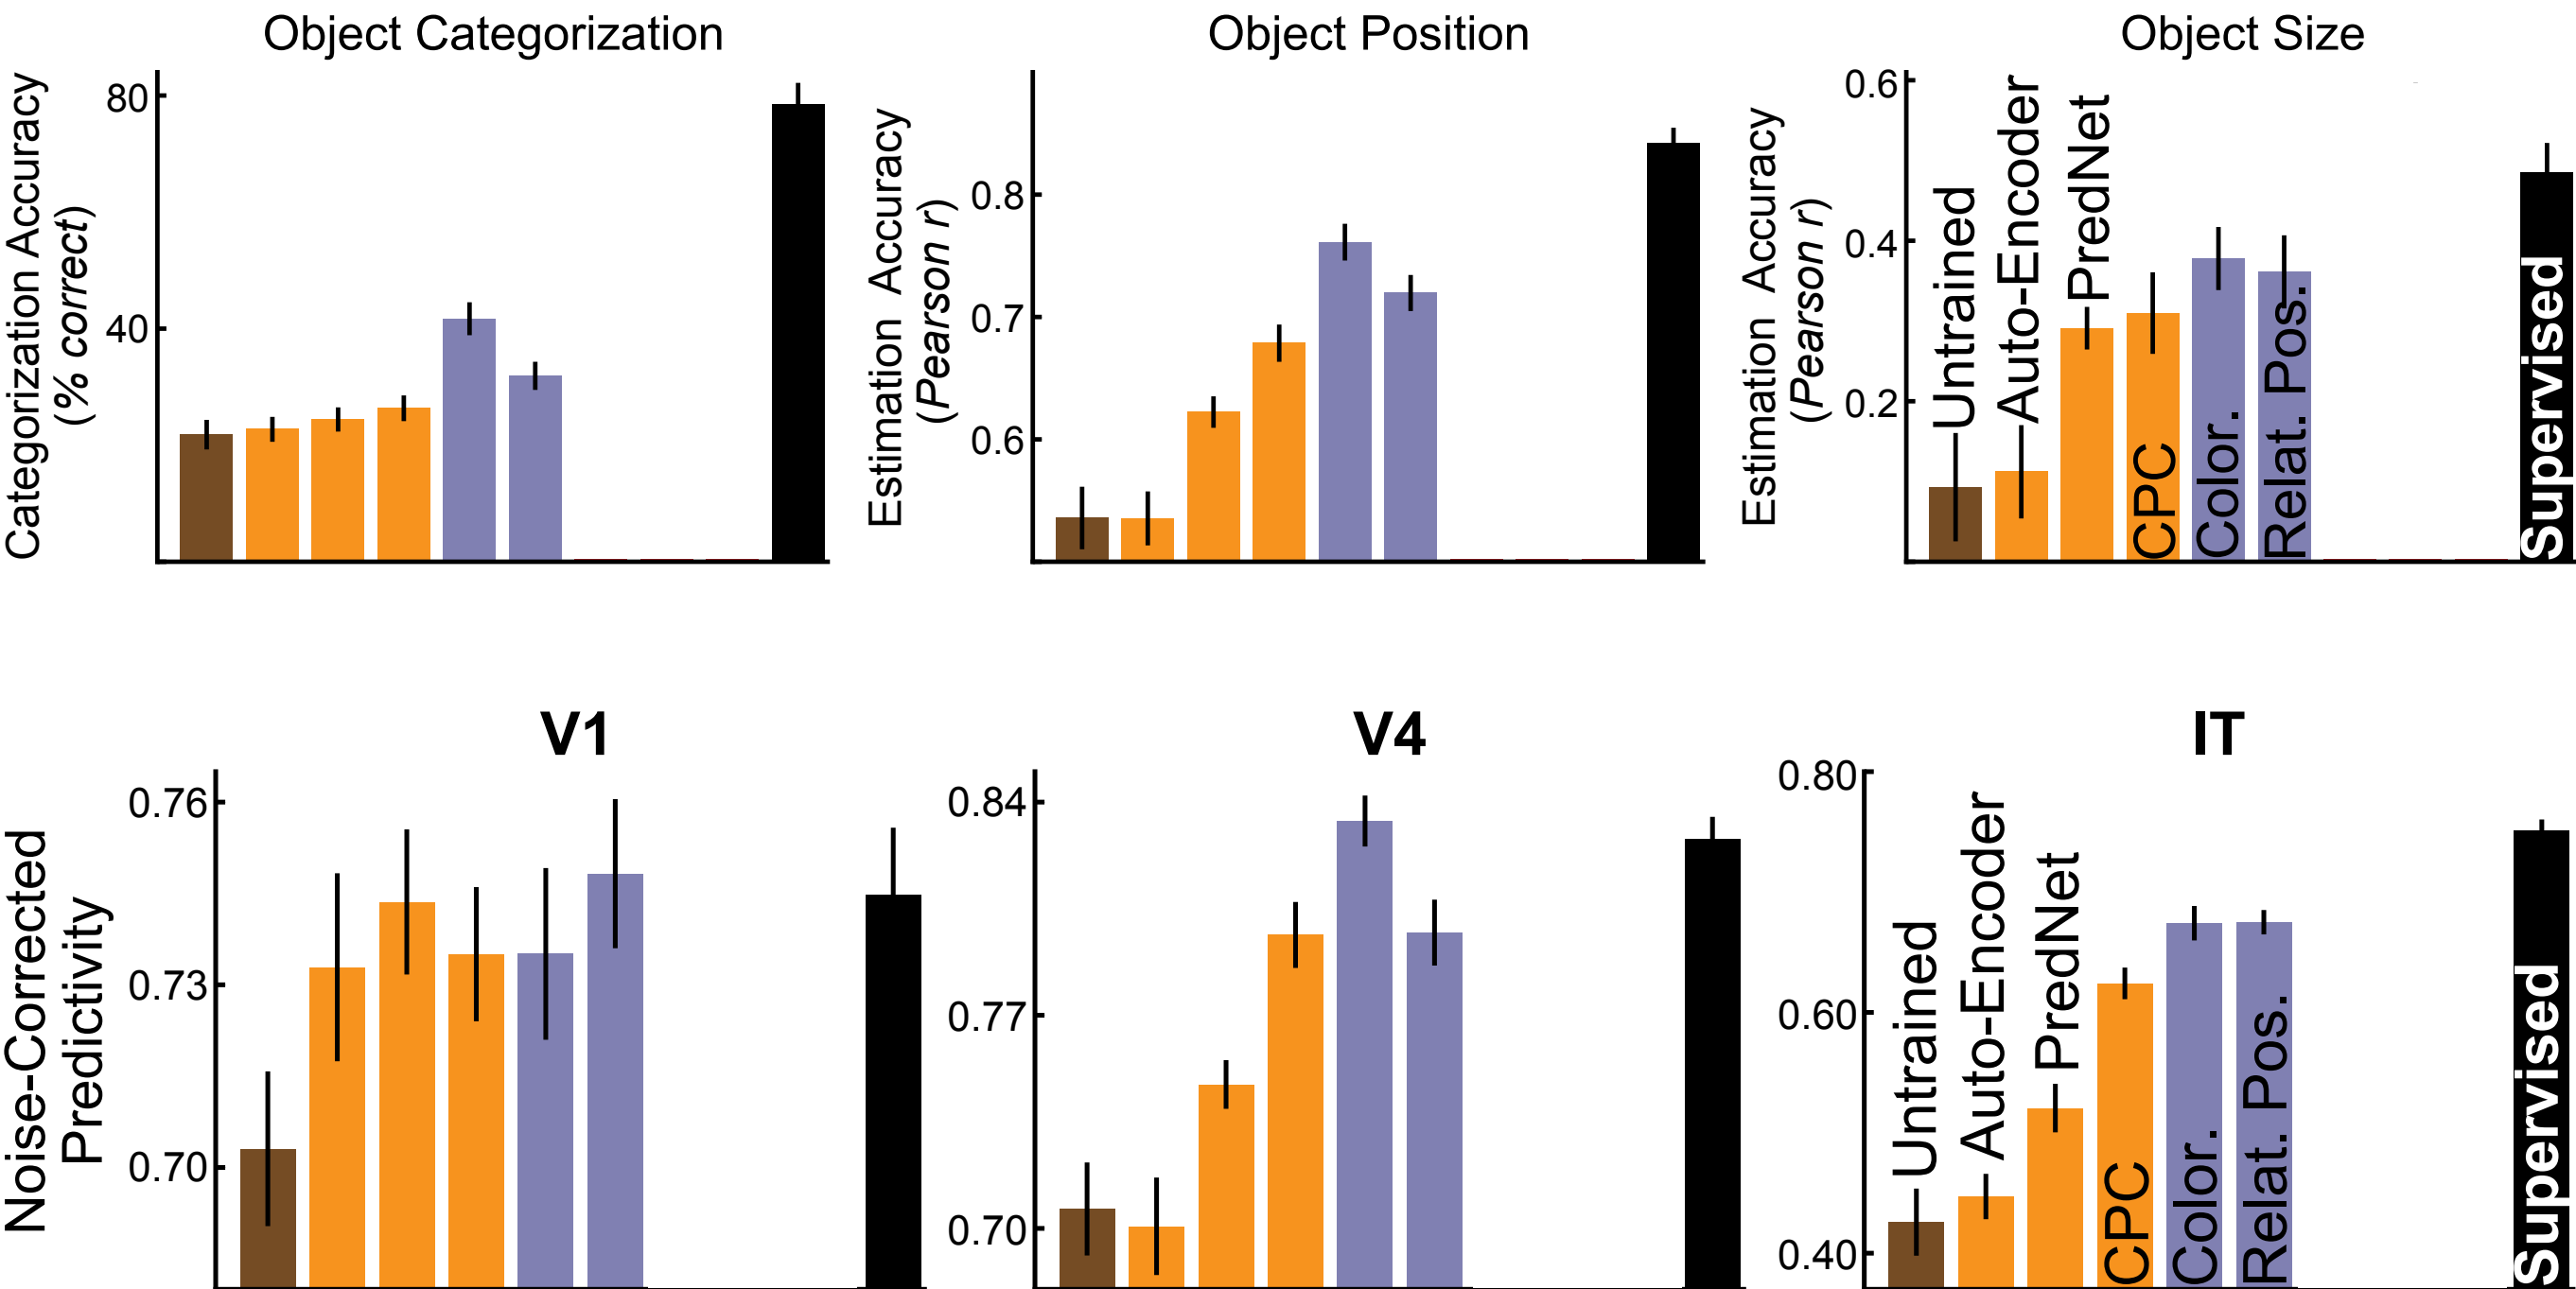 Object Categorization
Categorization Accuracy
(% correct)
80
40
Object Position
Estimation Accuracy
(Pearson r)
0.8
0.7
0.6
Object Size
Estimation Accuracy
(Pearson r)
0.6
0.4
0.2
Untrained
Auto-Encoder
PredNet
CPC
Color.
Relat. Pos.
Supervised
V1
Noise-Corrected
Predictivity
0.76
0.73
0.70
V4
0.84
0.77
0.70
IT
0.80
0.60
0.40
Untrained
Auto-Encoder
PredNet
CPC
Color.
Relat. Pos.
Supervised